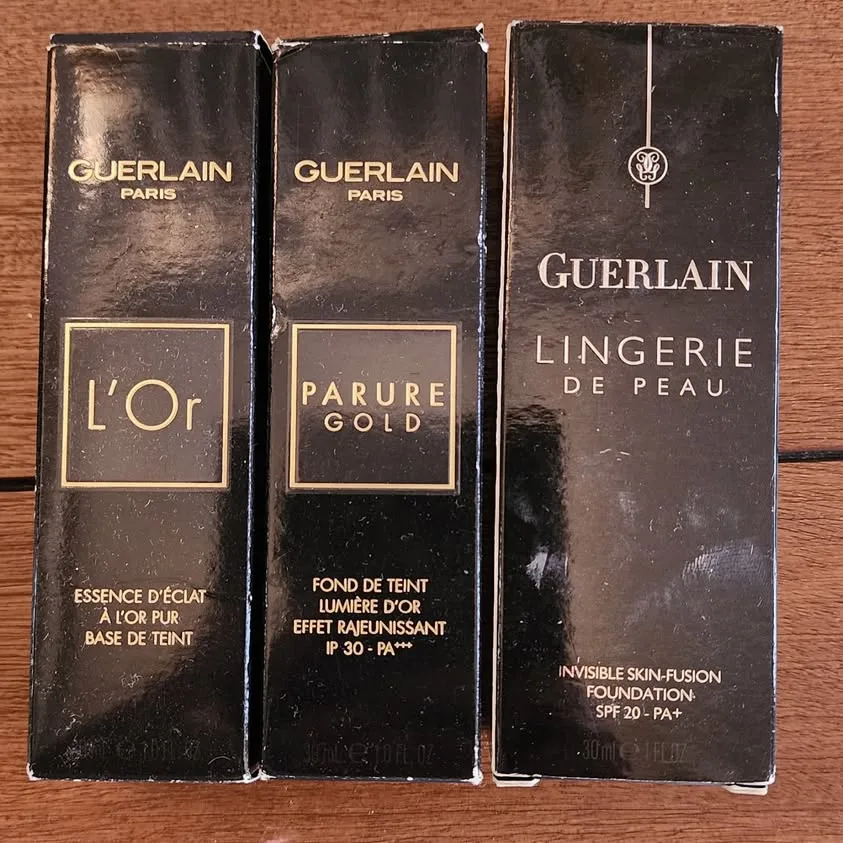 GUERLAIN
PARIS
L'Or
ESSENCE D'ÉCLAT
À L'OR PUR
BASE DE TEINT
GUERLAIN
PARIS
PARURE
GOLD
FOND DE TEINT
LUMIÈRE D'OR
EFFET RAJEUNISSANT
IP 30 - PA+++
30 mL ℮ 1.0 FL. OZ
GUERLAIN
LINGERIE
DE PEAU
INVISIBLE SKIN-FUSION
FOUNDATION
SPF 20 - PA+
30 ml ℮ 1 FL.OZ